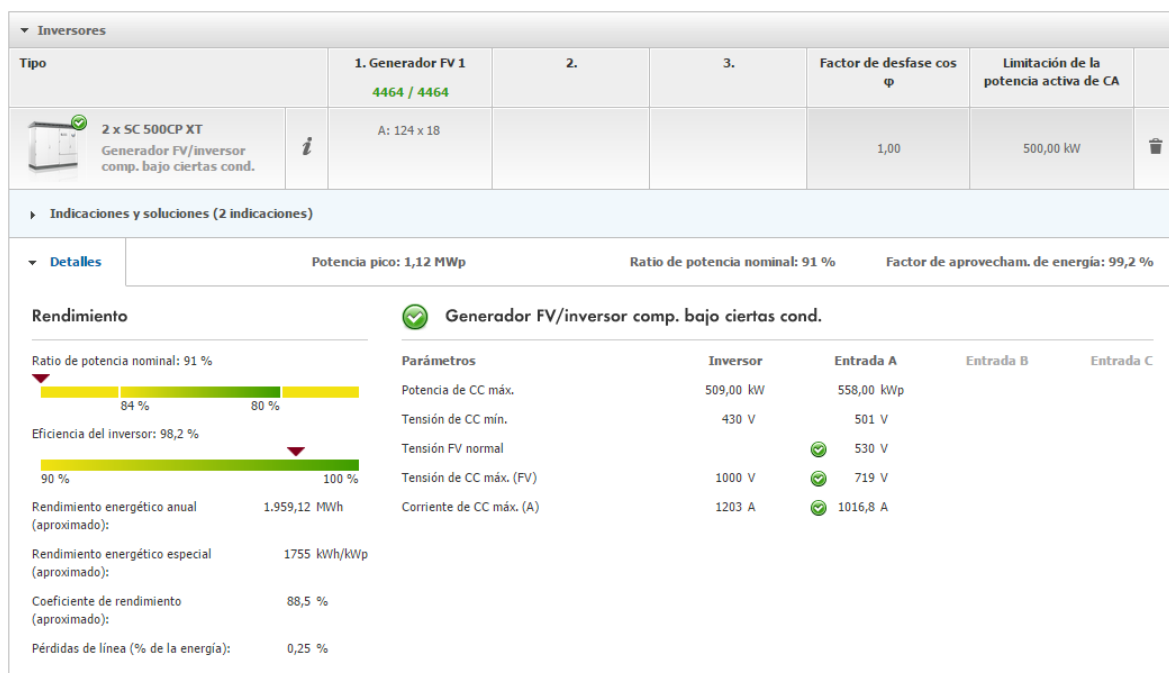 Inversores
Tipo
1. Generador FV 1
4464 / 4464
2.
3.
Factor de desfase cos
φ
Limitación de la
potencia activa de CA
2 x SC 500CP XT
Generador FV/inversor
comp. bajo ciertas cond.
i
A: 124 x 18
1,00
500,00 kW
Indicaciones y soluciones (2 indicaciones)
Detalles
Potencia pico: 1,12 MWp
Ratio de potencia nominal: 91 %
Factor de aprovecham. de energía: 99,2 %
Rendimiento
Ratio de potencia nominal: 91 %
84 %
80 %
Eficiencia del inversor: 98,2 %
90 %
100 %
Rendimiento energético anual
(aproximado):
1.959,12 MWh
Rendimiento energético especial
(aproximado):
1755 kWh/kWp
Coeficiente de rendimiento
(aproximado):
88,5 %
Pérdidas de línea (% de la energía):
0,25 %
Generador FV/inversor comp. bajo ciertas cond.
Parámetros Inversor Entrada A Entrada B Entrada C
Potencia de CC máx. 509,00 kW 558,00 kWp
Tensión de CC mín. 430 V 501 V
Tensión FV normal 530 V
Tensión de CC máx. (FV) 1000 V 719 V
Corriente de CC máx. (A) 1203 A 1016,8 A